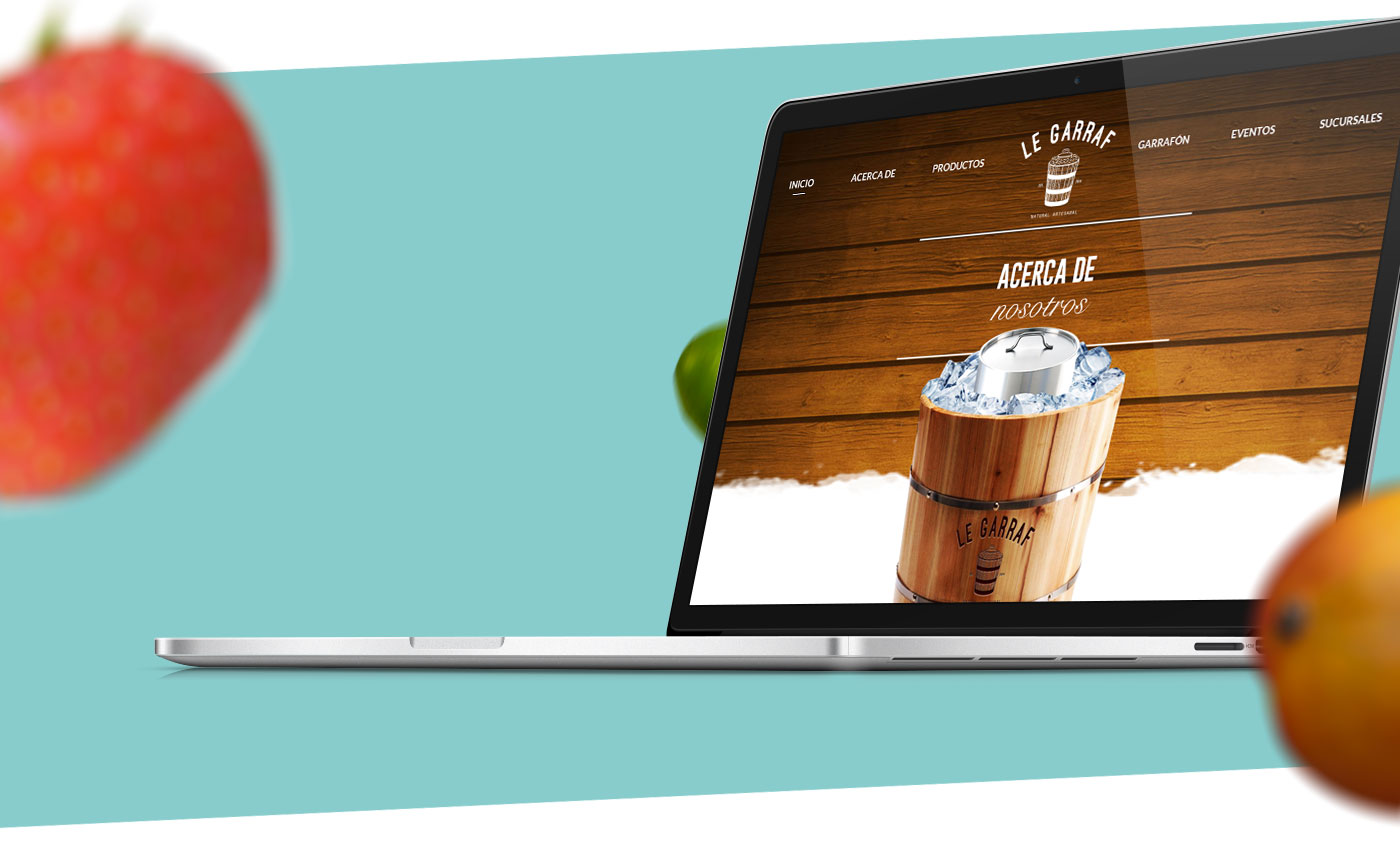 INICIO
ACERCA DE
PRODUCTOS
LE GARRAF
NATURAL ARTESANAL
GARRAFÓN
EVENTOS
SUCURSALES
ACERCA DE
nosotros
LE GARRAF